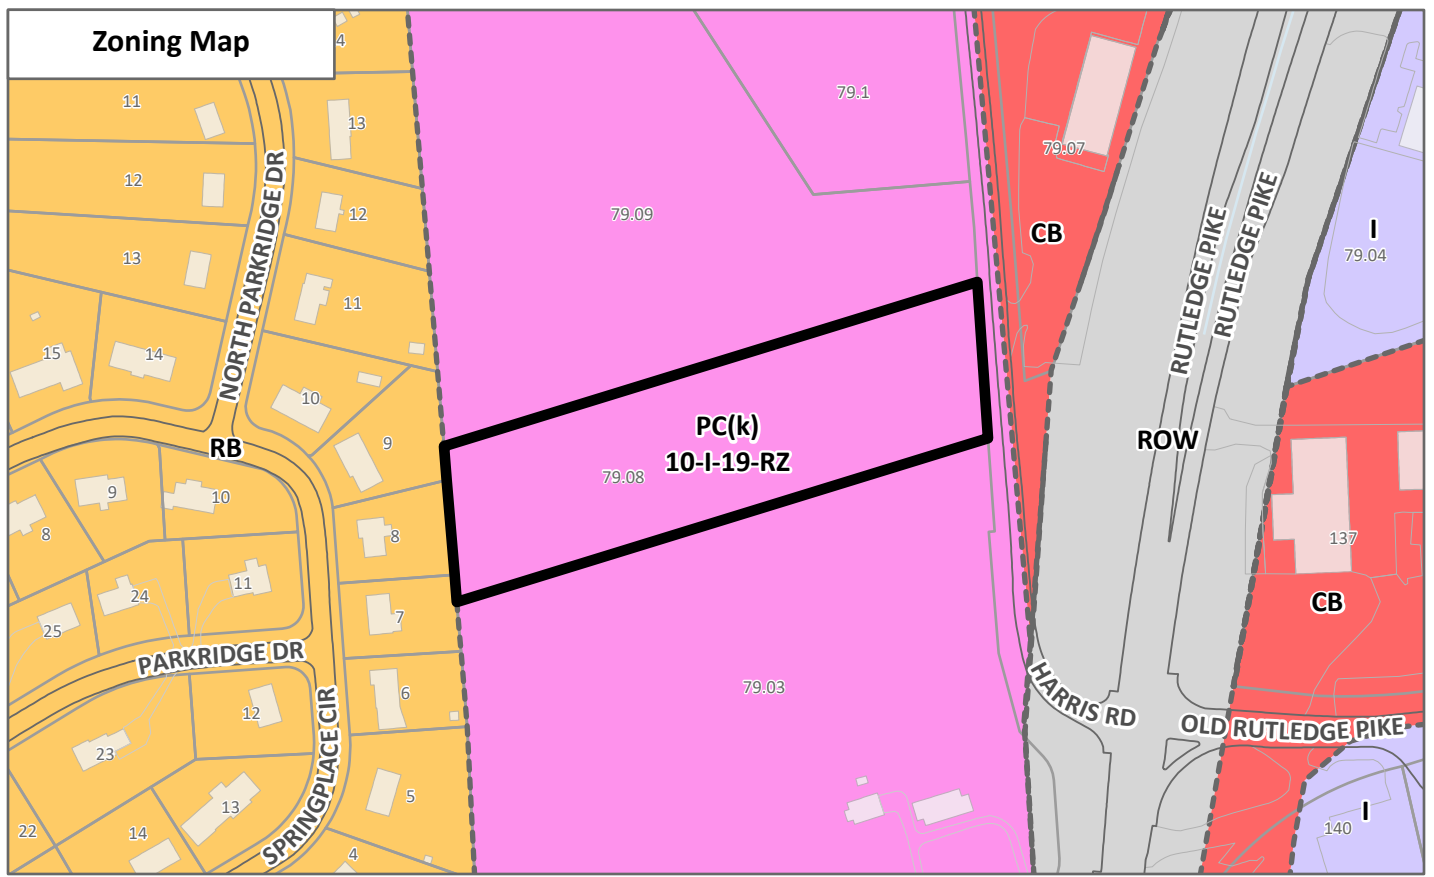 Zoning Map
4
11
13
79.1
79.07
12
12
79.09
CB
I
79.04
13
11
NORTH PARKRIDGE DR
RUTLEDGE PIKE
RUTLEDGE PIKE
15
14
10
RB
9
PC(k)
10-I-19-RZ
79.08
ROW
9
10
8
8
137
CB
11
24
7
25
PARKRIDGE DR
6
79.03
12
HARRIS RD
OLD RUTLEDGE PIKE
23
SPRINGPLACE CIR
5
13
22
14
4
I
140